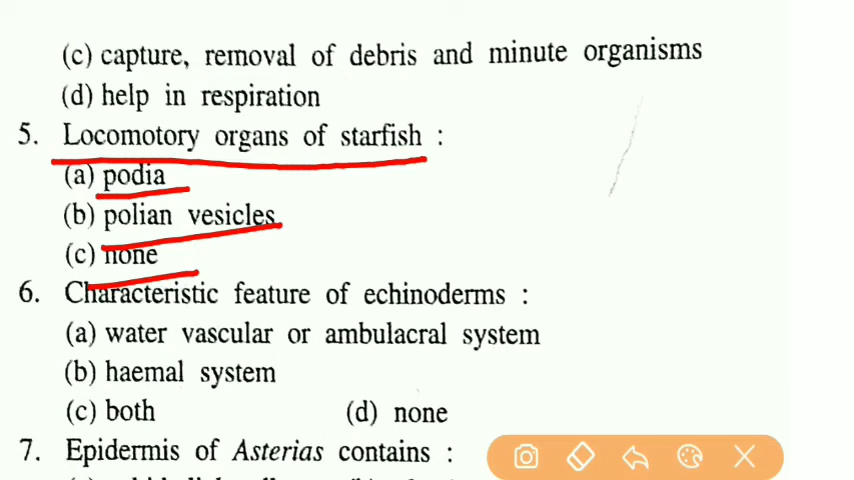 (c) capture, removal of debris and minute organisms
(d) help in respiration
5. Locomotory organs of starfish :
(a) podia
(b) polian vesicles
(c) none
6. Characteristic feature of echinoderms :
(a) water vascular or ambulacral system
(b) haemal system
(c) both (d) none
7. Epidermis of Asterias contains :